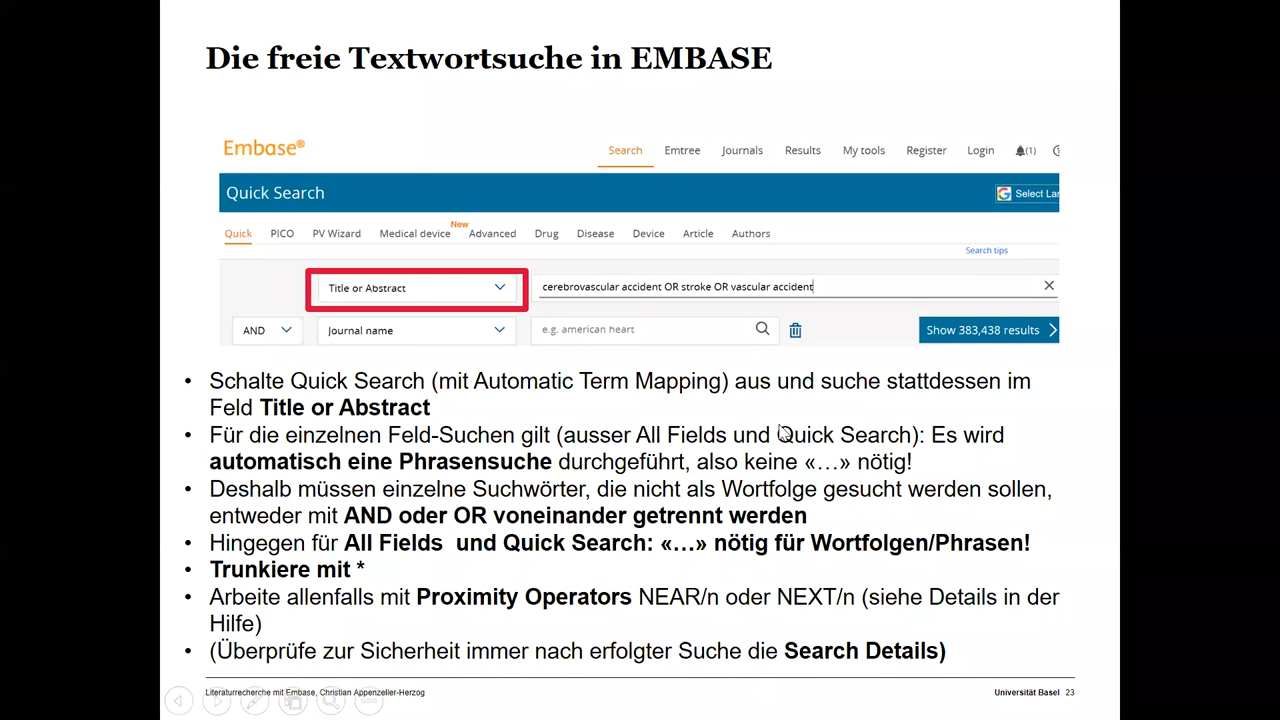 Die freie Textwortsuche in EMBASE
Embase®
Search Emtree Journals Results My tools Register Login (1)
Quick Search
Select Lan
Quick PICO PV Wizard Medical device New Advanced Drug Disease Device Article Authors
Search tips
Title or Abstract cerebrovascular accident OR stroke OR vascular accident
AND Journal name e.g. american heart Show 383,438 results
• Schalte Quick Search (mit Automatic Term Mapping) aus und suche stattdessen im
Feld Title or Abstract
• Für die einzelnen Feld-Suchen gilt (ausser All Fields und Quick Search): Es wird
automatisch eine Phrasensuche durchgeführt, also keine «…» nötig!
• Deshalb müssen einzelne Suchwörter, die nicht als Wortfolge gesucht werden sollen,
entweder mit AND oder OR voneinander getrennt werden
• Hingegen für All Fields und Quick Search: «…» nötig für Wortfolgen/Phrasen!
• Trunkiere mit *
• Arbeite allenfalls mit Proximity Operators NEAR/n oder NEXT/n (siehe Details in der
Hilfe)
• (Überprüfe zur Sicherheit immer nach erfolgter Suche die Search Details)
Literaturrecherche mit Embase, Christian Appenzeller-Herzog Universität Basel 23